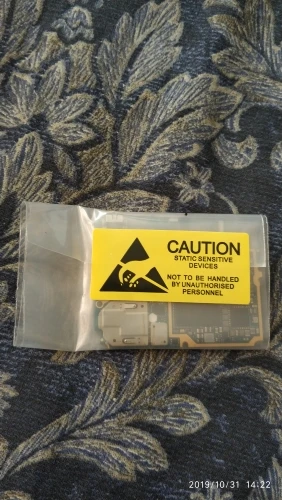 CAUTION
STATIC SENSITIVE
DEVICES
NOT TO BE HANDLED
BY UNAUTHORISED
PERSONNEL
2019/10/31 14:22